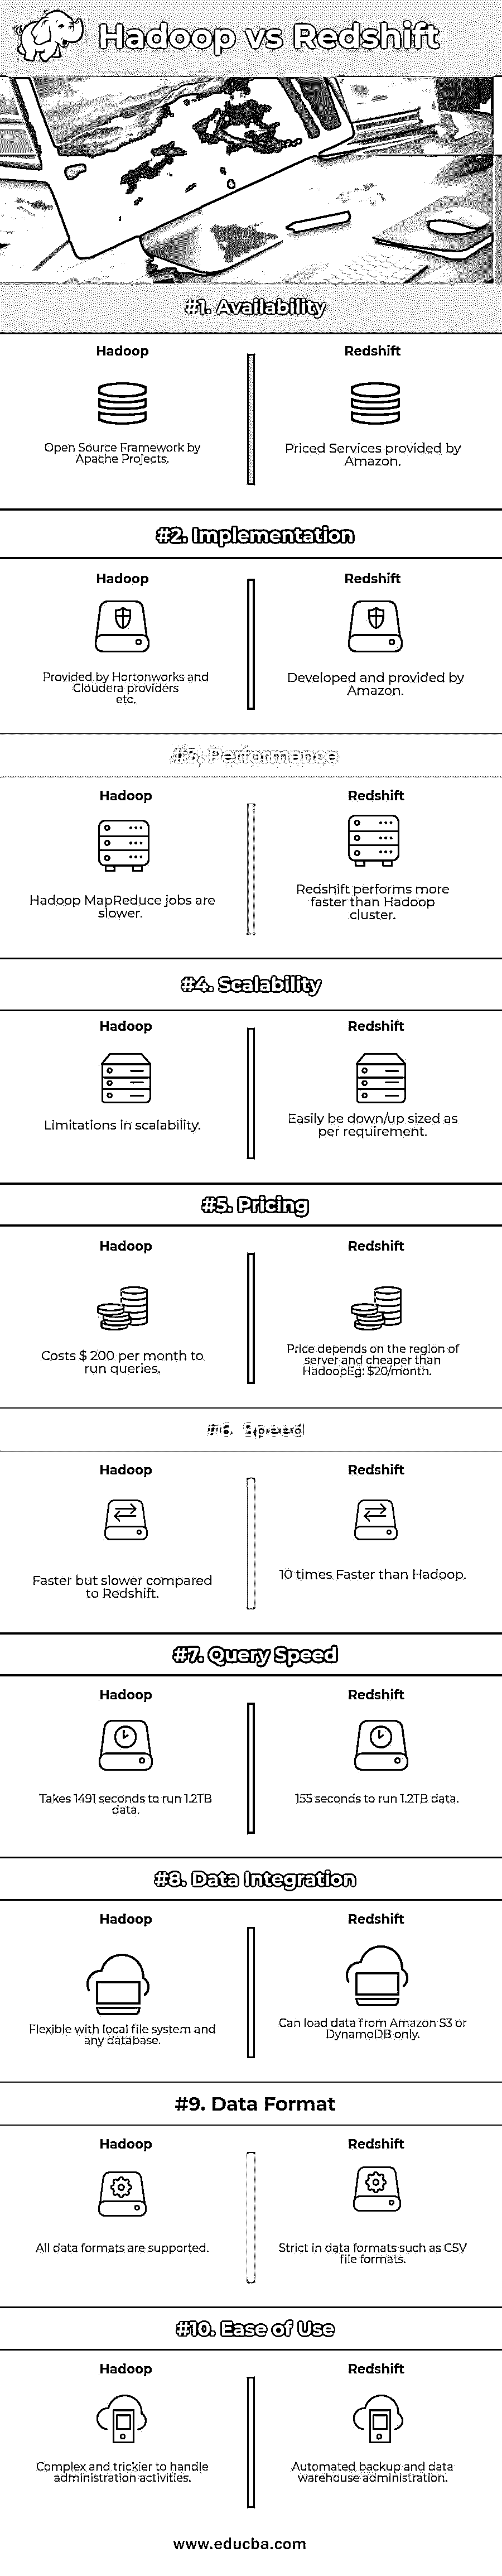 Hadoop vs Redshift
#1. Availability
Hadoop
Redshift
Open Source Framework by
Apache Projects.
Priced Services provided by
Amazon.
#2. Implementation
Hadoop
Redshift
Provided by Hortonworks and
Cloudera providers
etc.
Developed and provided by
Amazon.
#3. Performance
Hadoop
Redshift
Hadoop MapReduce jobs are
slower.
Redshift performs more
faster than Hadoop
cluster.
#4. Scalability
Hadoop
Redshift
Limitations in scalability.
Easily be down/up sized as
per requirement.
#5. Pricing
Hadoop
Redshift
Costs $ 200 per month to
run queries.
Price depends on the region of
server and cheaper than
HadoopEg: $20/month.
#6. Speed
Hadoop
Redshift
Faster but slower compared
to Redshift.
10 times Faster than Hadoop.
#7. Query Speed
Hadoop
Redshift
Takes 1491 seconds to run 1.2TB
data.
155 seconds to run 1.2TB data.
#8. Data Integration
Hadoop
Redshift
Flexible with local file system and
any database.
Can load data from Amazon S3 or
DynamoDB only.
#9. Data Format
Hadoop
Redshift
All data formats are supported.
Strict in data formats such as CSV
file formats.
#10. Ease of Use
Hadoop
Redshift
Complex and trickier to handle
administration activities.
Automated backup and data
warehouse administration.
www.educba.com